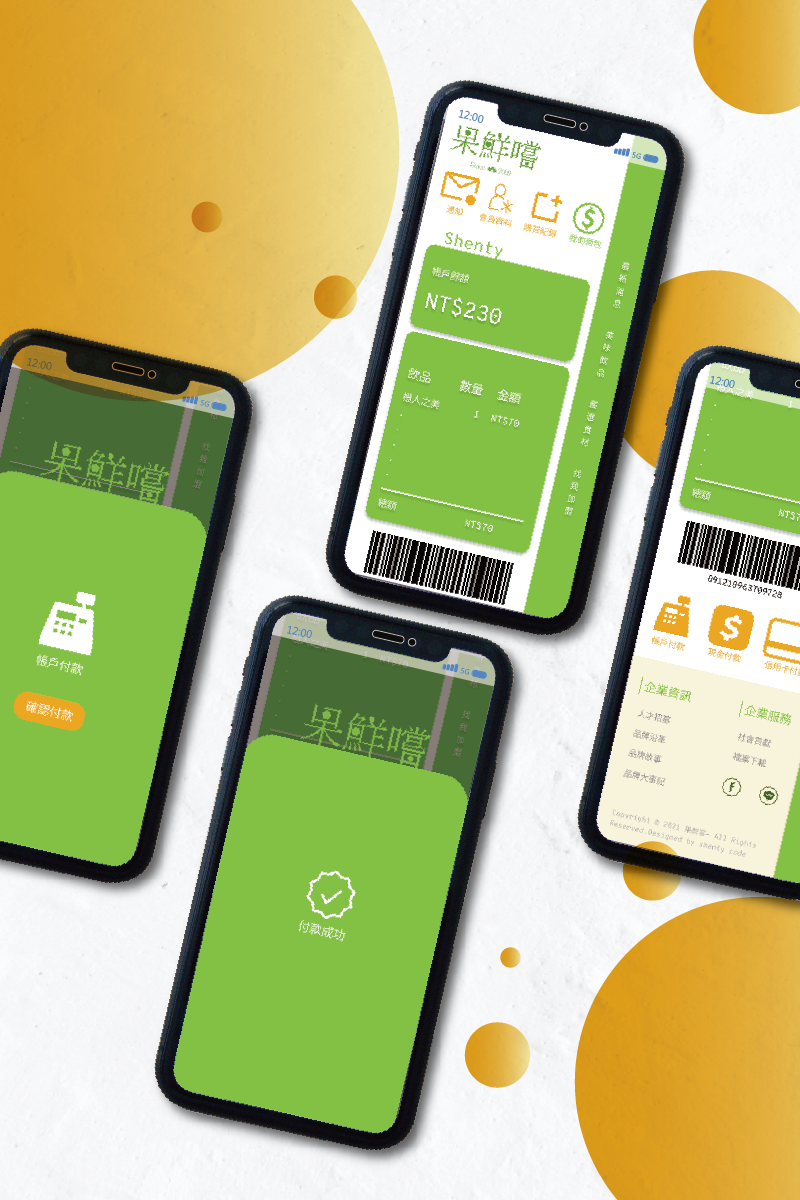 12:00
5G
果鮮嚐
Since 2019
通知
會員資料
購買紀錄
我的錢包
Shenty
帳戶餘額
NT$230
飲品 數量 金額
戀人之美 1 NT$70
總額 NT$70
最新消息
美味飲品
嚴選食材
找我加盟
12:00
5G
果鮮嚐
找我加盟
帳戶付款
確認付款
12:00
5G
果鮮嚐
找我加盟
付款成功
12:00
1
總額 NT$7
091210963709728
帳戶付款
現金付款
信用卡付
企業資訊
人才招募
品牌沿革
品牌故事
品牌大事記
企業服務
社會貢獻
檔案下載
Copyright © 2021 果鮮嚐- All Rights
Reserved.Designed by shenty code